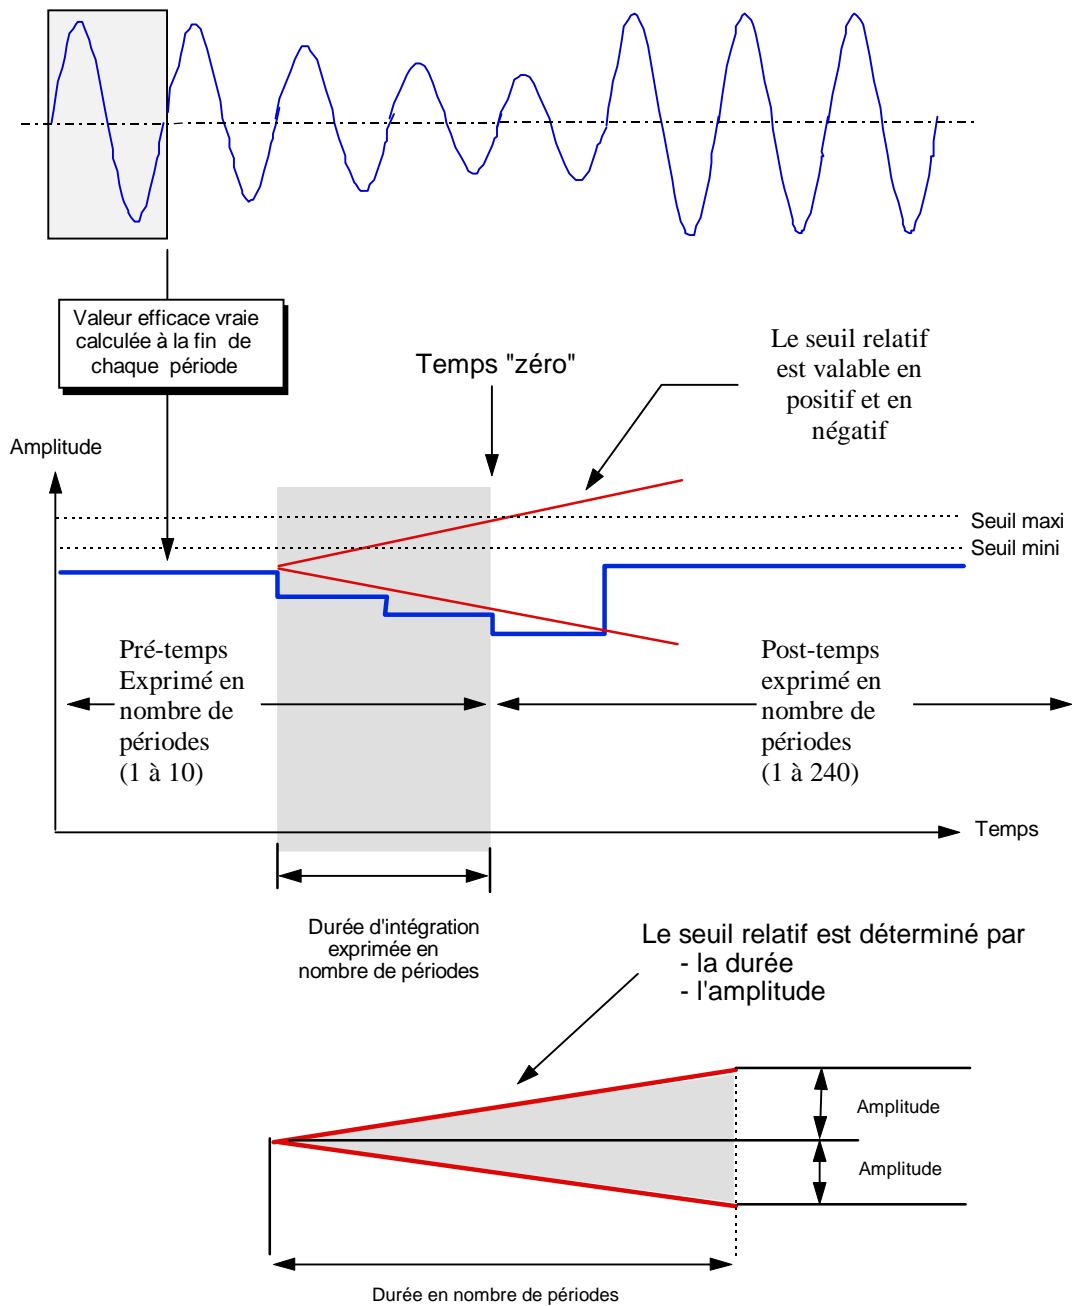 Valeur efficace vraie
calculée à la fin de
chaque période
Temps "zéro"
Le seuil relatif
est valable en
positif et en
négatif
Amplitude
Seuil maxi
Seuil mini
Pré-temps
Exprimé en
nombre de
périodes
(1 à 10)
Post-temps
exprimé en
nombre de
périodes
(1 à 240)
Temps
Durée d'intégration
exprimée en
nombre de périodes
Le seuil relatif est déterminé par
- la durée
- l'amplitude
Amplitude
Amplitude
Durée en nombre de périodes